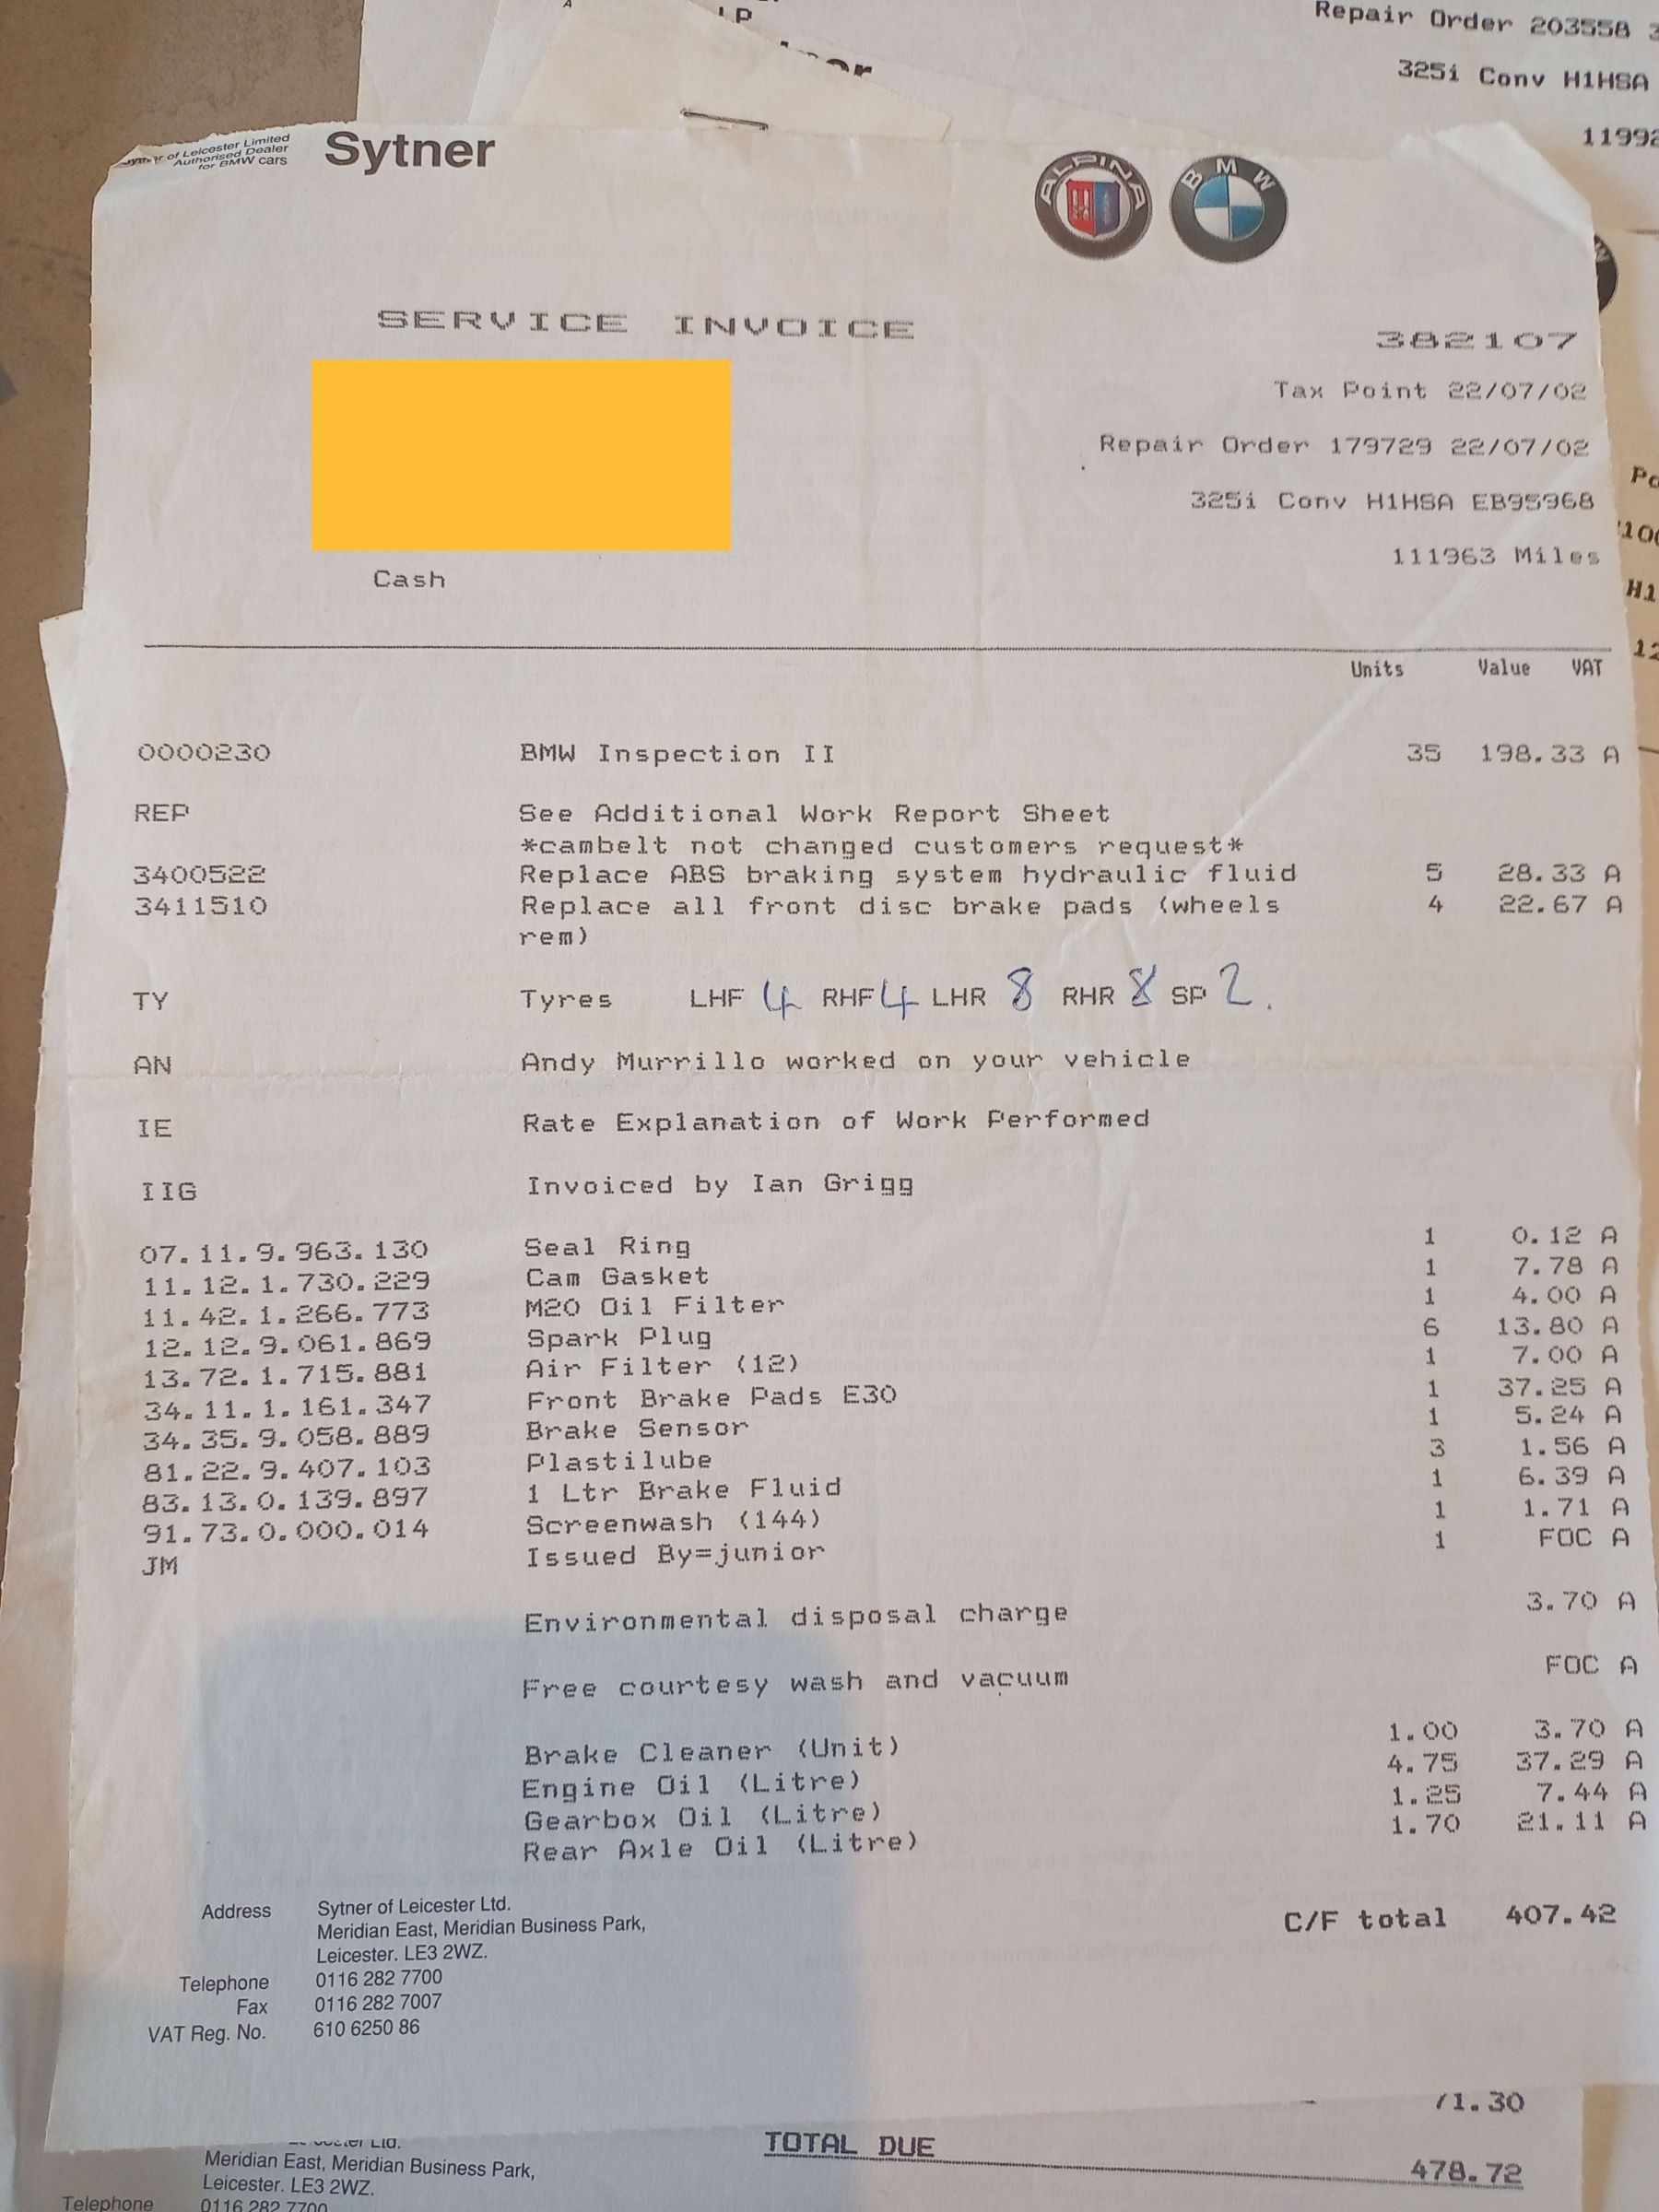 Repair Order 203558
325i Conv H1HSA
of Leicester Limited
Authorised Dealer
for BMW cars
Sytner
ALPINA
BMW
SERVICE INVOICE
382107
Tax Point 22/07/02
Repair Order 179729 22/07/02
325i Conv H1HSA EB95968
111963 Miles
Cash
Units Value VAT
0000230 BMW Inspection II 35 198.33 A
REP See Additional Work Report Sheet
*cambelt not changed customers request*
3400522 Replace ABS braking system hydraulic fluid 5 28.33 A
3411510 Replace all front disc brake pads (wheels 4 22.67 A
rem)
TY Tyres LHF 4 RHF 4 LHR 8 RHR 8 SP 2.
AN Andy Murrillo worked on your vehicle
IE Rate Explanation of Work Performed
IIG Invoiced by Ian Grigg
07.11.9.963.130 Seal Ring 1 0.12 A
11.12.1.730.229 Cam Gasket 1 7.78 A
11.42.1.266.773 M20 Oil Filter 1 4.00 A
12.12.9.061.869 Spark Plug 6 13.80 A
13.72.1.715.881 Air Filter (12) 1 7.00 A
34.11.1.161.347 Front Brake Pads E30 1 37.25 A
34.35.9.058.889 Brake Sensor 1 5.24 A
81.22.9.407.103 Plastilube 3 1.56 A
83.13.0.139.897 1 Ltr Brake Fluid 1 6.39 A
91.73.0.000.014 Screenwash (144) 1 1.71 A
JM Issued By=junior 1 FOC A
Environmental disposal charge 3.70 A
Free courtesy wash and vacuum FOC A
Brake Cleaner (Unit) 1.00 3.70 A
Engine Oil (Litre) 4.75 37.29 A
Gearbox Oil (Litre) 1.25 7.44 A
Rear Axle Oil (Litre) 1.70 21.11 A
C/F total 407.42
Address Sytner of Leicester Ltd.
Meridian East, Meridian Business Park,
Leicester. LE3 2WZ.
Telephone 0116 282 7700
Fax 0116 282 7007
VAT Reg. No. 610 6250 86
71.30
TOTAL DUE 478.72
Meridian East, Meridian Business Park,
Leicester. LE3 2WZ.
Telephone 0116 282 7700